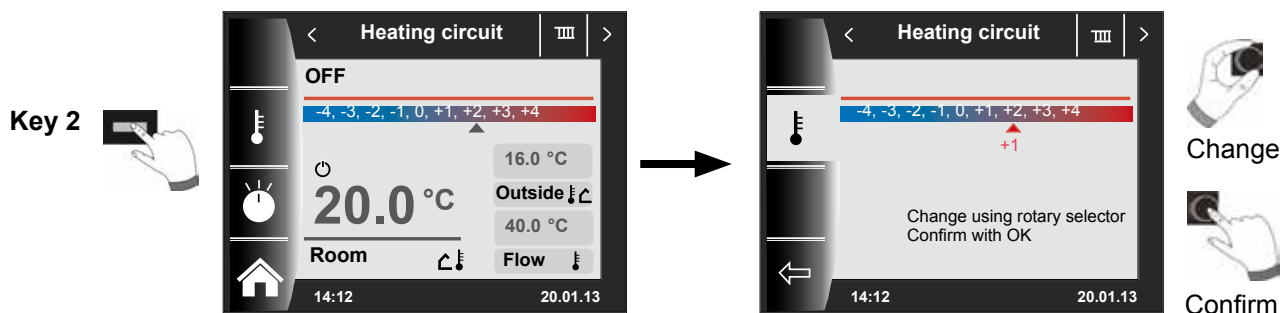 Key 2
< Heating circuit >
OFF
-4, -3, -2, -1, 0, +1, +2, +3, +4
16.0 °C
20.0 °C
Outside
40.0 °C
Room
Flow
14:12 20.01.13
< Heating circuit >
-4, -3, -2, -1, 0, +1, +2, +3, +4
+1
Change using rotary selector
Confirm with OK
14:12 20.01.13
Change
Confirm